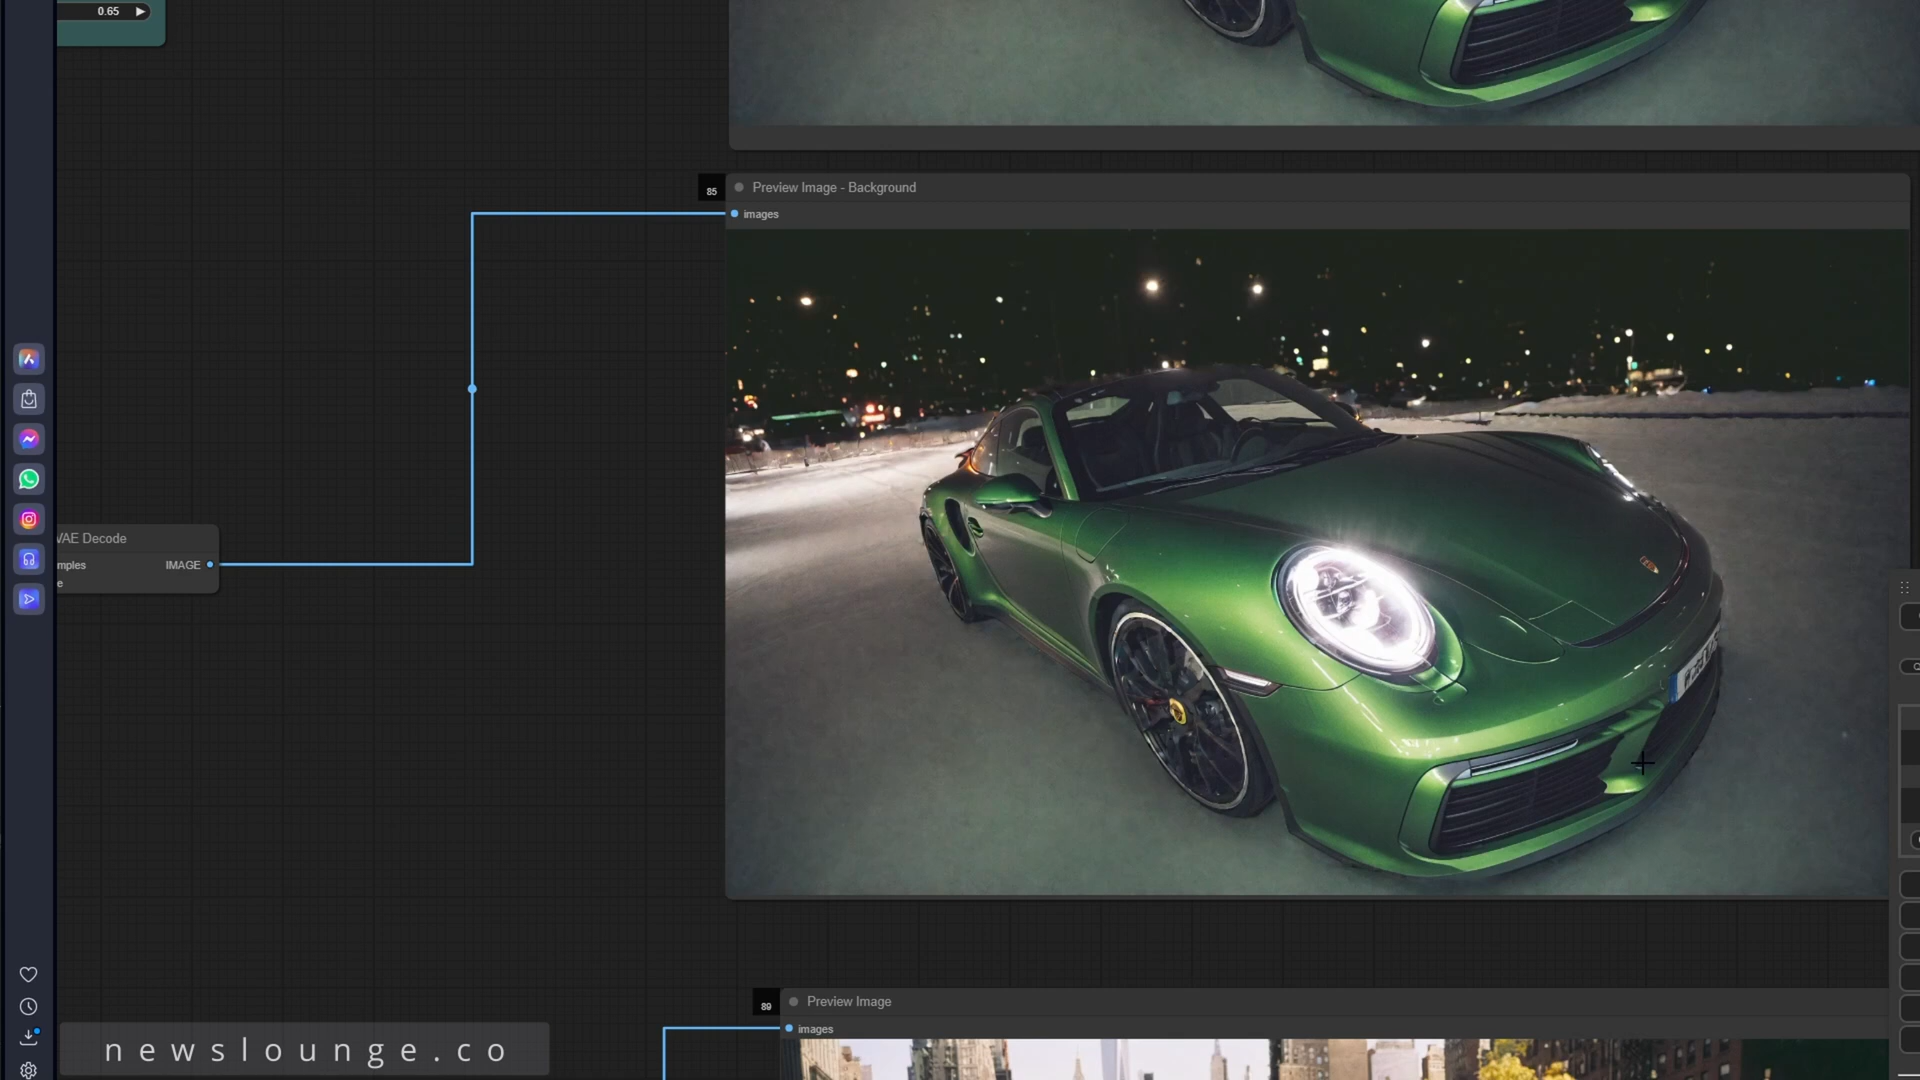 0.65
85
Preview Image - Background
images
VAE Decode
mples
IMAGE
e
89
Preview Image
images
newslounge.co